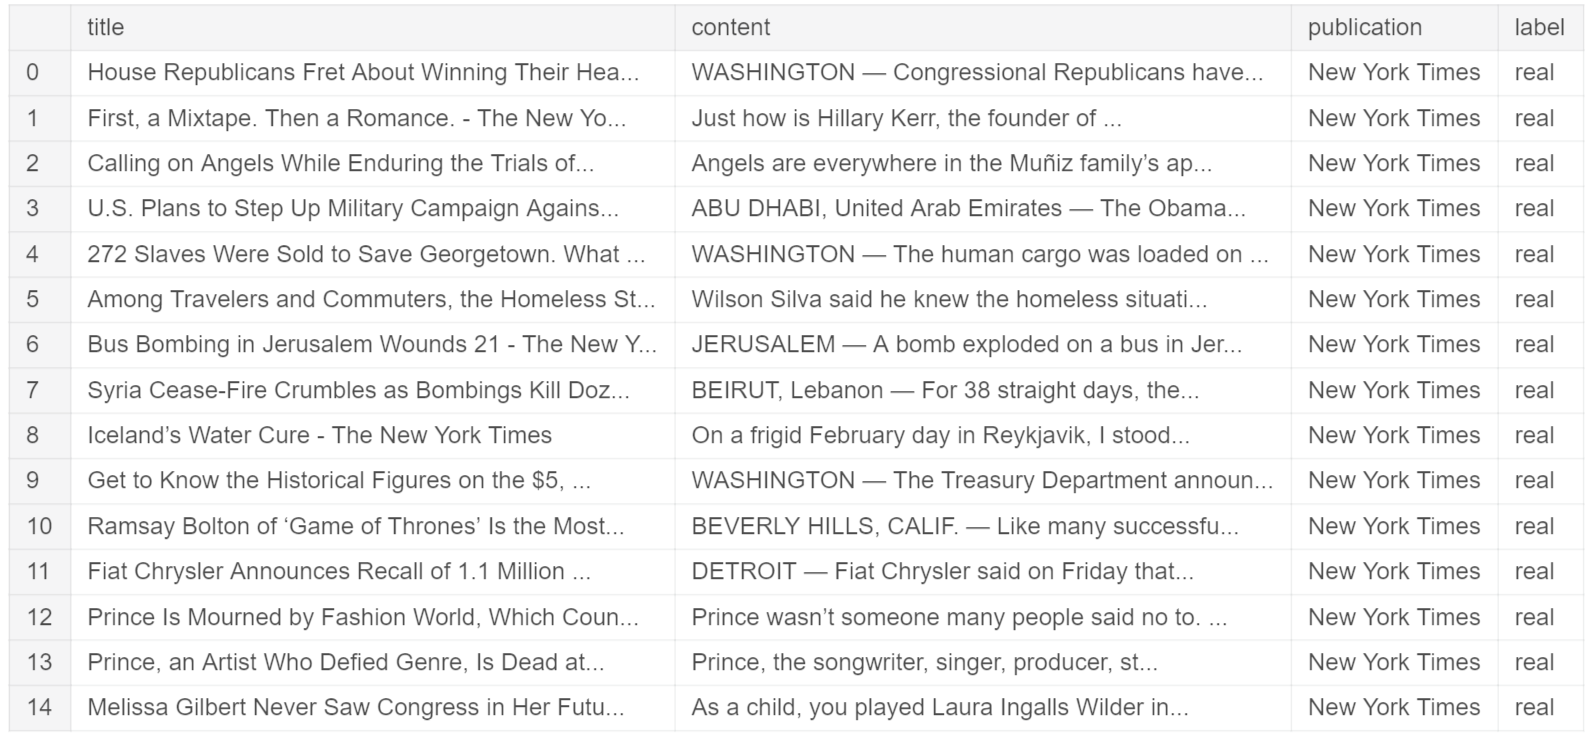 title content publication label
0 House Republicans Fret About Winning Their Hea... WASHINGTON — Congressional Republicans have... New York Times real
1 First, a Mixtape. Then a Romance. - The New Yo... Just how is Hillary Kerr, the founder of ... New York Times real
2 Calling on Angels While Enduring the Trials of... Angels are everywhere in the Muñiz family’s ap... New York Times real
3 U.S. Plans to Step Up Military Campaign Agains... ABU DHABI, United Arab Emirates — The Obama... New York Times real
4 272 Slaves Were Sold to Save Georgetown. What ... WASHINGTON — The human cargo was loaded on ... New York Times real
5 Among Travelers and Commuters, the Homeless St... Wilson Silva said he knew the homeless situati... New York Times real
6 Bus Bombing in Jerusalem Wounds 21 - The New Y... JERUSALEM — A bomb exploded on a bus in Jer... New York Times real
7 Syria Cease-Fire Crumbles as Bombings Kill Doz... BEIRUT, Lebanon — For 38 straight days, the... New York Times real
8 Iceland’s Water Cure - The New York Times On a frigid February day in Reykjavik, I stood... New York Times real
9 Get to Know the Historical Figures on the $5, ... WASHINGTON — The Treasury Department announ... New York Times real
10 Ramsay Bolton of ‘Game of Thrones’ Is the Most... BEVERLY HILLS, CALIF. — Like many successfu... New York Times real
11 Fiat Chrysler Announces Recall of 1.1 Million ... DETROIT — Fiat Chrysler said on Friday that... New York Times real
12 Prince Is Mourned by Fashion World, Which Coun... Prince wasn’t someone many people said no to. ... New York Times real
13 Prince, an Artist Who Defied Genre, Is Dead at... Prince, the songwriter, singer, producer, st... New York Times real
14 Melissa Gilbert Never Saw Congress in Her Futu... As a child, you played Laura Ingalls Wilder in... New York Times real